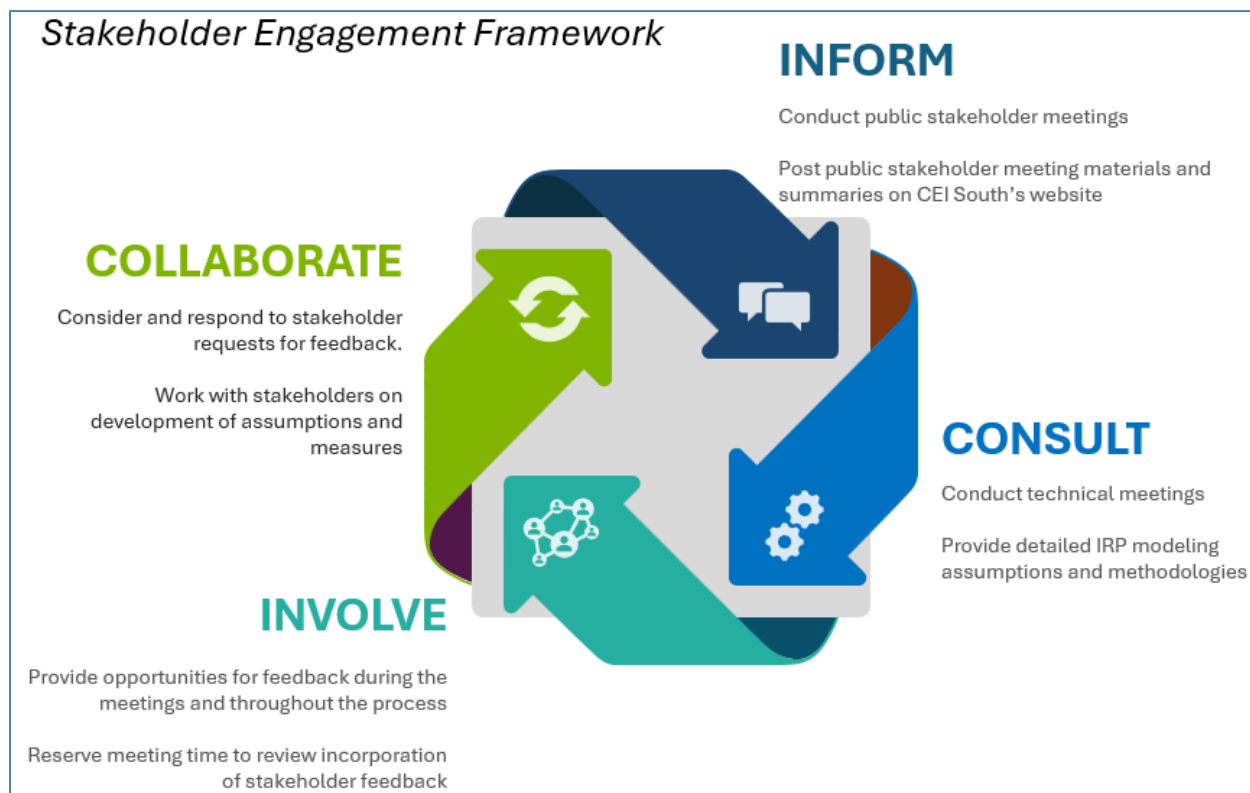 Stakeholder Engagement Framework
INFORM
Conduct public stakeholder meetings
Post public stakeholder meeting materials and
summaries on CEI South's website
COLLABORATE
Consider and respond to stakeholder
requests for feedback.
Work with stakeholders on
development of assumptions and
measures
CONSULT
Conduct technical meetings
Provide detailed IRP modeling
assumptions and methodologies
INVOLVE
Provide opportunities for feedback during the
meetings and throughout the process
Reserve meeting time to review incorporation
of stakeholder feedback